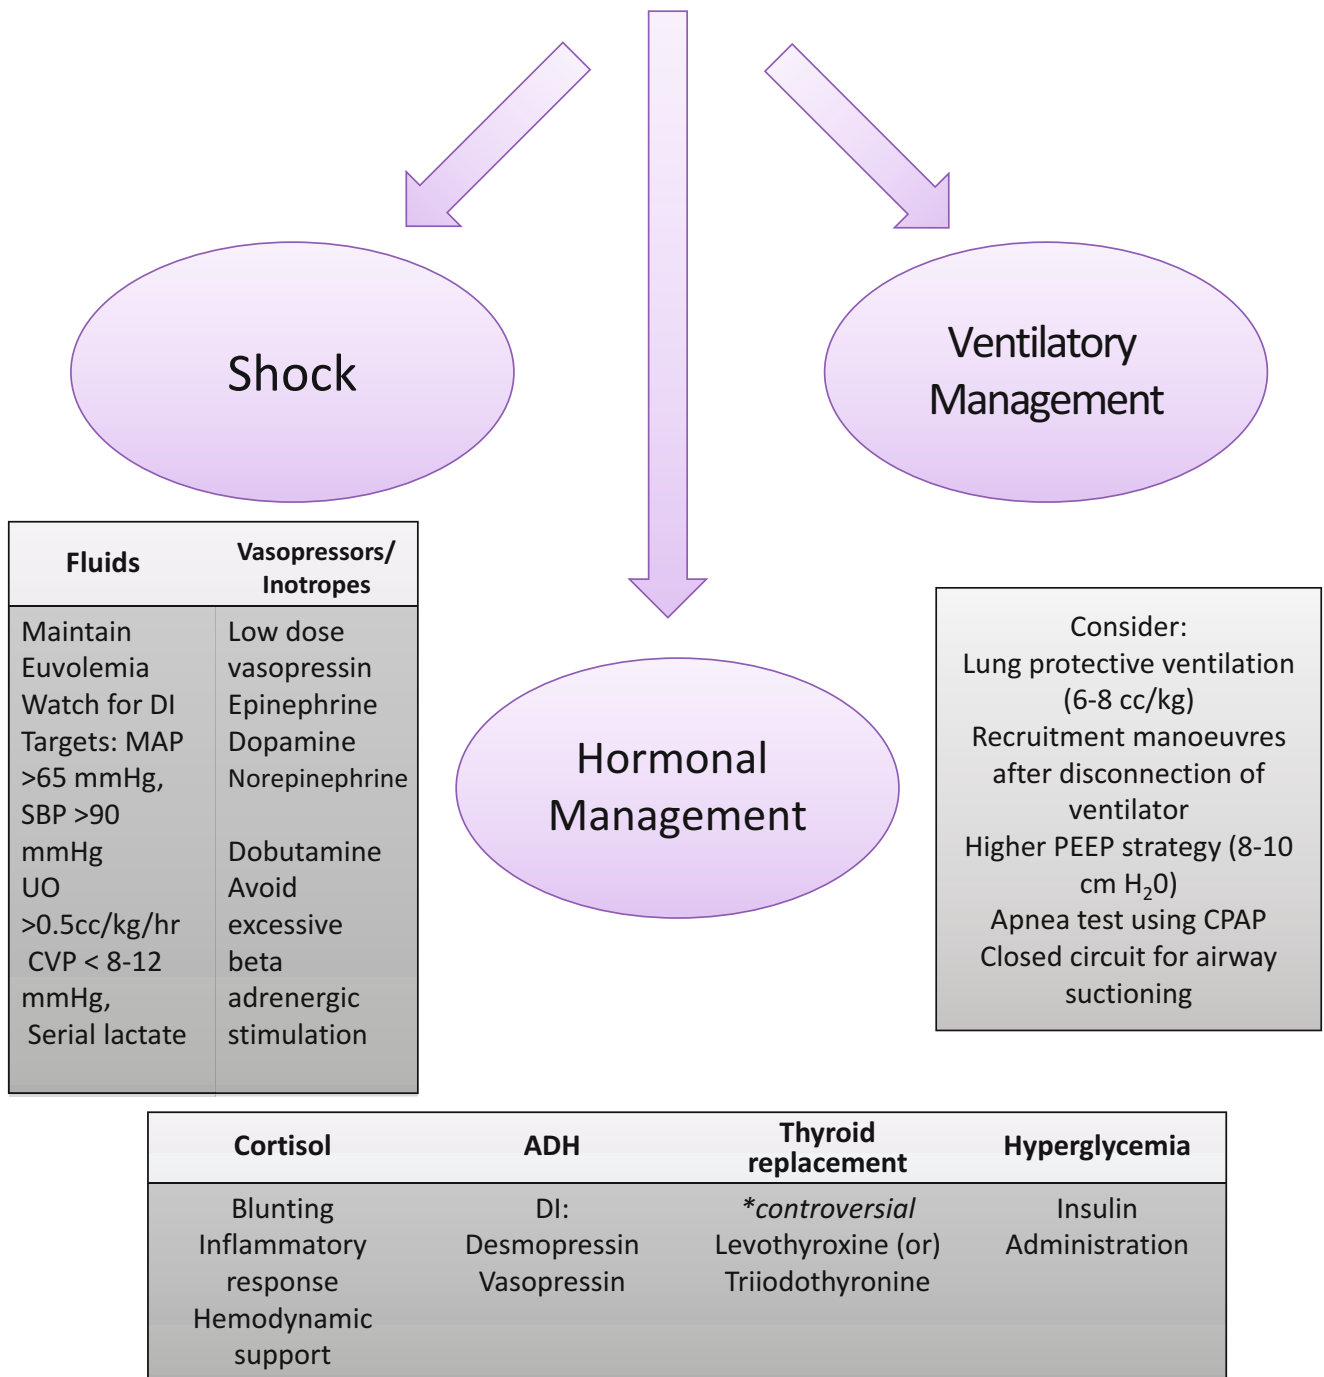 Shock
Ventilatory
Management
Fluids
Maintain
Euvolemia
Watch for DI
Targets: MAP
>65 mmHg,
SBP >90
mmHg
UO
>0.5cc/kg/hr
CVP < 8-12
mmHg,
Serial lactate
Vasopressors/
Inotropes
Low dose
vasopressin
Epinephrine
Dopamine
Norepinephrine
Dobutamine
Avoid
excessive
beta
adrenergic
stimulation
Hormonal
Management
Consider:
Lung protective ventilation
(6-8 cc/kg)
Recruitment manoeuvres
after disconnection of
ventilator
Higher PEEP strategy (8-10
cm H₂0)
Apnea test using CPAP
Closed circuit for airway
suctioning
Cortisol
Blunting
Inflammatory
response
Hemodynamic
support
ADH
DI:
Desmopressin
Vasopressin
Thyroid
replacement
*controversial
Levothyroxine (or)
Triiodothyronine
Hyperglycemia
Insulin
Administration